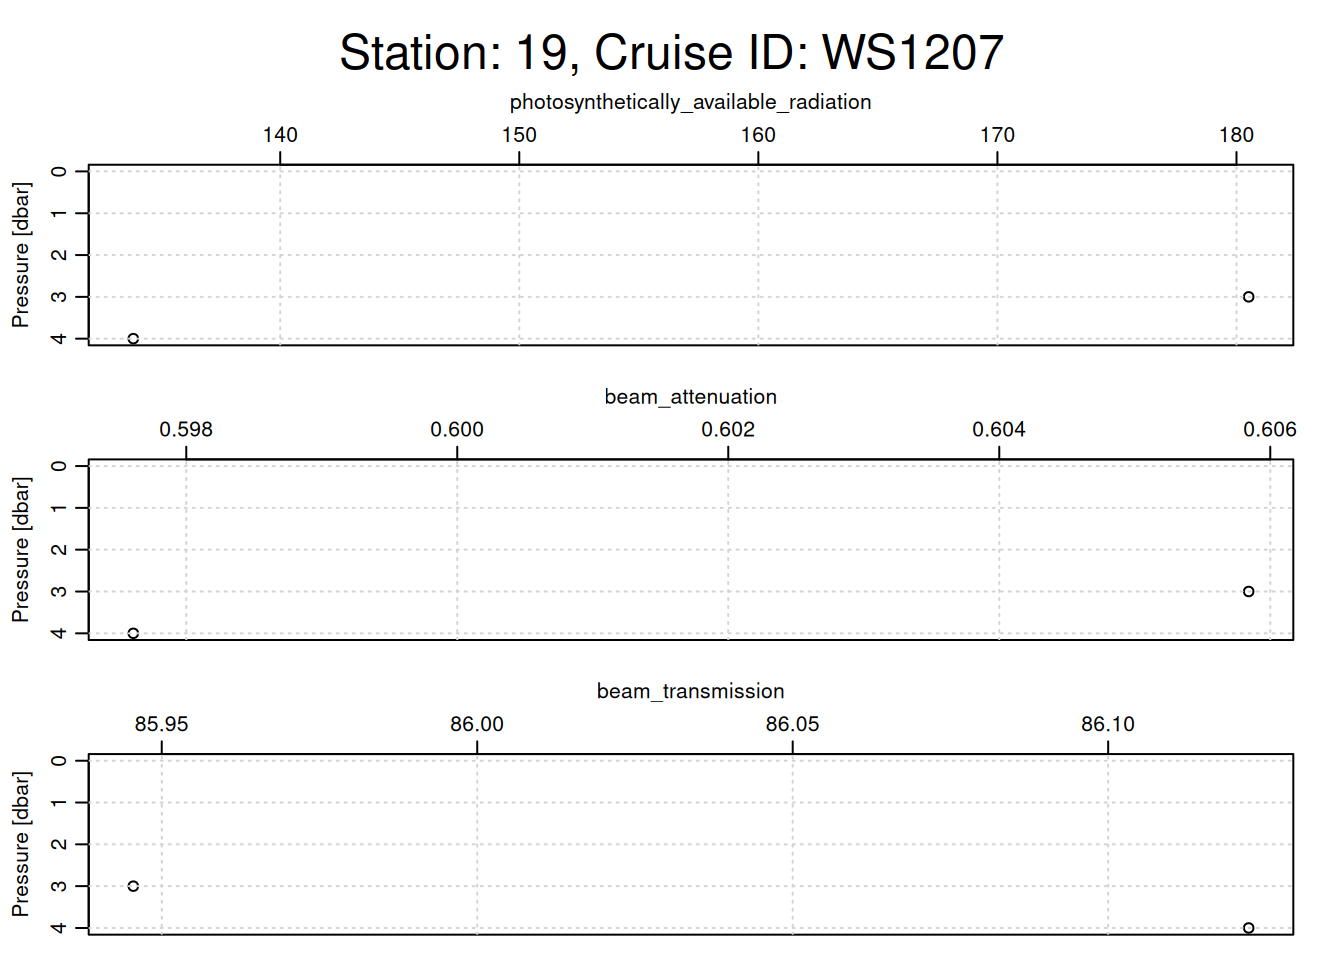 Station: 19, Cruise ID: WS1207
photosynthetically_available_radiation
140 150 160 170 180
Pressure [dbar]
0
1
2
3
4
beam_attenuation
0.598 0.600 0.602 0.604 0.606
Pressure [dbar]
0
1
2
3
4
beam_transmission
85.95 86.00 86.05 86.10
Pressure [dbar]
0
1
2
3
4